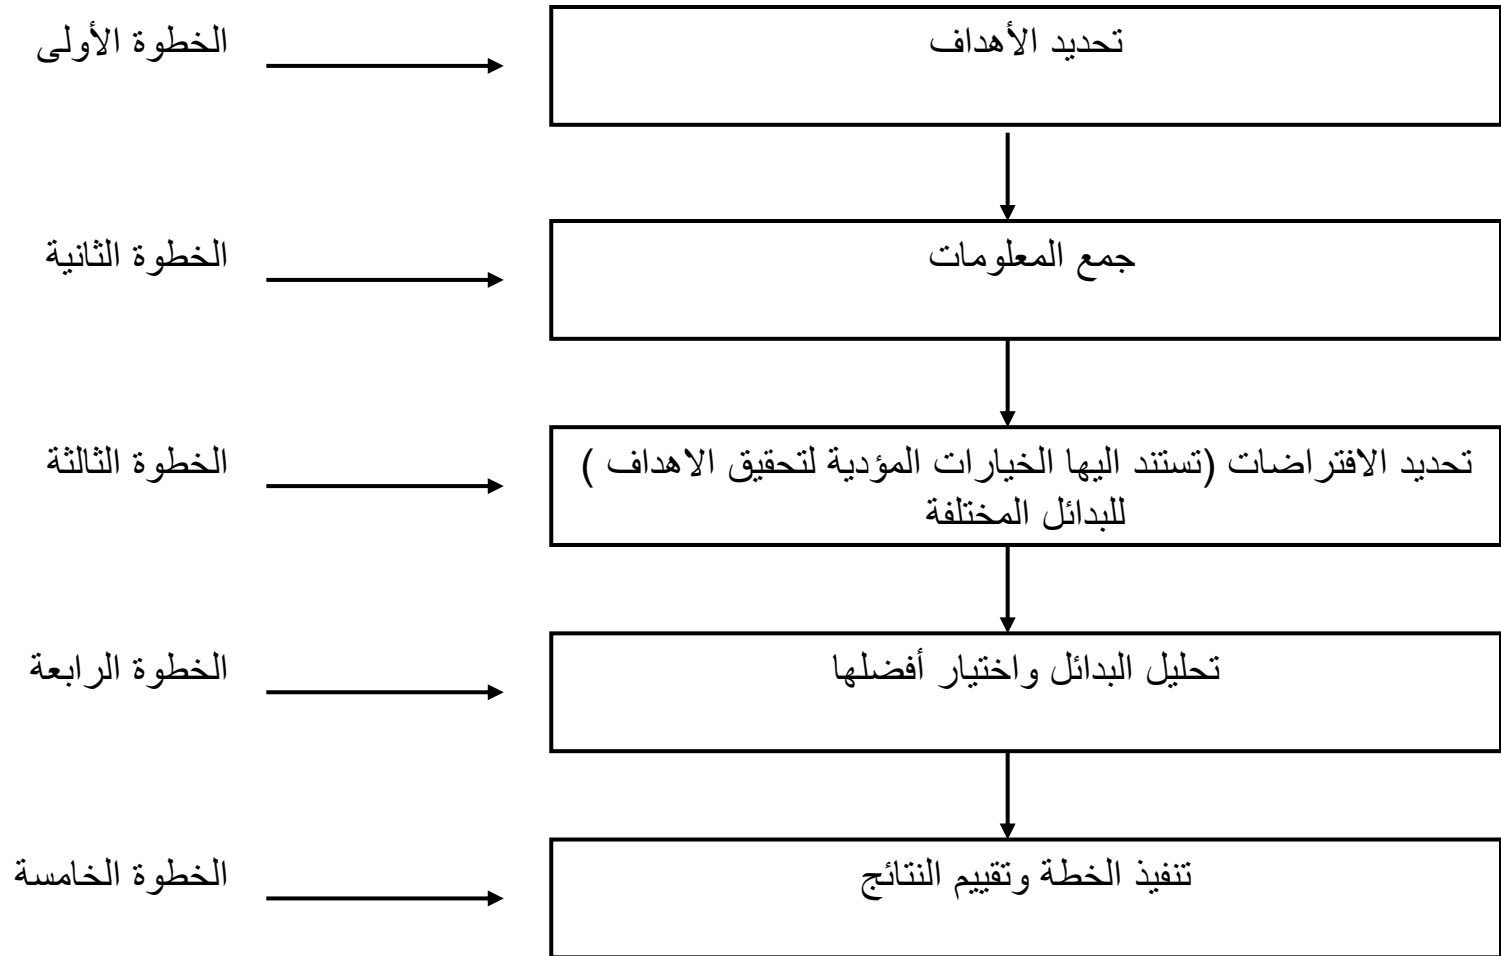 الخطوة الأولى
تحديد الأهداف
الخطوة الثانية
جمع المعلومات
الخطوة الثالثة
تحديد الافتراضات (تستند اليها الخيارات المؤدية لتحقيق الاهداف )
للبدائل المختلفة
الخطوة الرابعة
تحليل البدائل واختيار أفضلها
الخطوة الخامسة
تنفيذ الخطة وتقييم النتائج